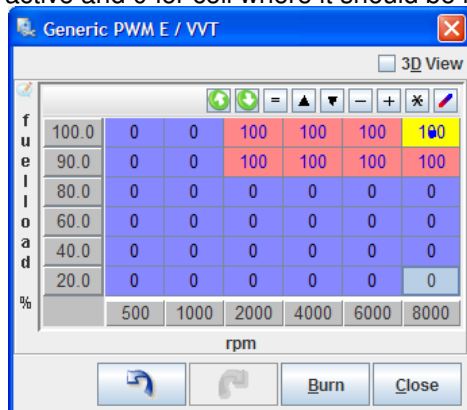 active and 0 for cell where it should be
Generic PWM E / VVT
3D View
= − + *
fuelload %
100.0 0 0 100 100 100 100
90.0 0 0 100 100 100 100
80.0 0 0 0 0 0 0
60.0 0 0 0 0 0 0
40.0 0 0 0 0 0 0
20.0 0 0 0 0 0 0
500 1000 2000 4000 6000 8000
rpm
Burn Close